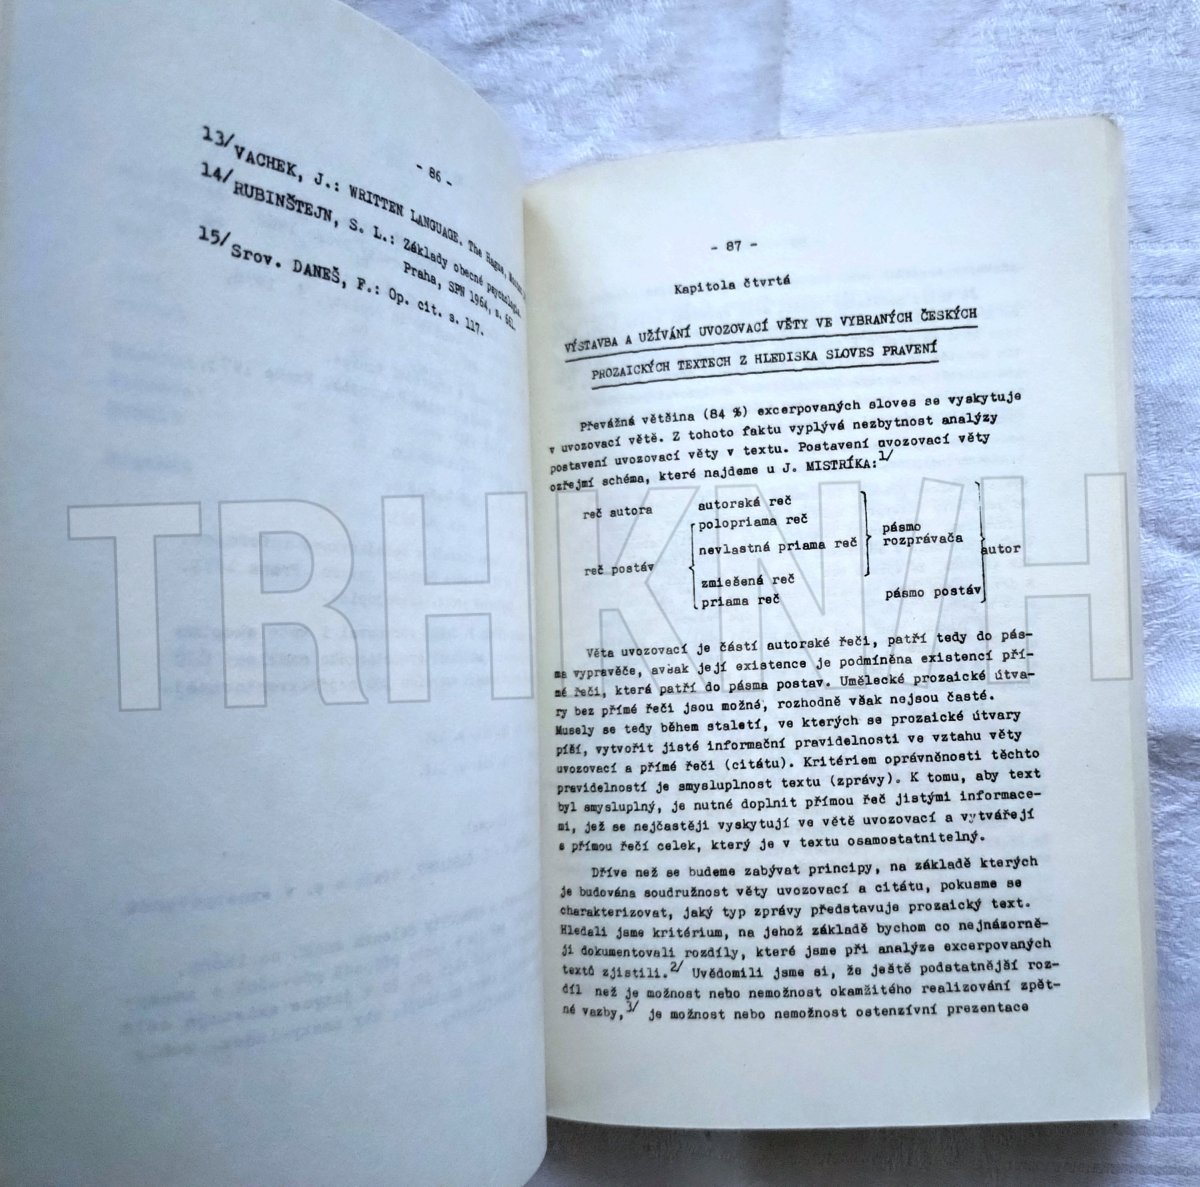 - 86 -
13/ VACHEK, J.: WRITTEN LANGUAGE. The Hague,
14/ RUBINŠTEJN, S. L.: Základy obecné psychologie.
Praha, SPN 1964, s. 661.
15/ Srov. DANEŠ, F.: Op. cit. s. 117.
- 87 -
Kapitola čtvrtá
VÝSTAVBA A UŽÍVÁNÍ UVOZOVACÍ VĚTY VE VYBRANÝCH ČESKÝCH
PROZAICKÝCH TEXTECH Z HLEDISKA SLOVES PRAVENÍ
Převážná většina (84 %) excerpovaných sloves se vyskytuje
v uvozovací větě. Z tohoto faktu vyplývá nezbytnost analýzy
postavení uvozovací věty v textu. Postavení uvozovací věty
ozřejmí schéma, které najdeme u J. MISTRÍKA:1/
reč autora autorská reč
polopriama reč
nevlastná priama reč
reč postáv
zmiešená reč
priama reč
pásmo
rozprávača
pásmo postáv
autor
Věta uvozovací je částí autorské řeči, patří tedy do pás-
ma vypravěče, avšak její existence je podmíněna existencí pří-
mé řeči, která patří do pásma postav. Umělecké prozaické útva-
ry bez přímé řeči jsou možné, rozhodně však nejsou časté.
Musely se tedy během staletí, ve kterých se prozaické útvary
píší, vytvořit jisté informační pravidelnosti ve vztahu věty
uvozovací a přímé řeči (citátu). Kritériem oprávněnosti těchto
pravidelností je smysluplnost textu (zprávy). K tomu, aby text
byl smysluplný, je nutné doplnit přímou řeč jistými informace-
mi, jež se nejčastěji vyskytují ve větě uvozovací a vytvářejí
s přímou řečí celek, který je v textu osamostatnitelný.
Dříve než se budeme zabývat principy, na základě kterých
je budována soudružnost věty uvozovací a citátu, pokusme se
charakterizovat, jaký typ zprávy představuje prozaický text.
Hledali jsme kritérium, na jehož základě bychom co nejnázorně-
ji dokumentovali rozdíly, které jsme při analýze excerpovaných
textů zjistili.2/ Uvědomili jsme si, že ještě podstatnější roz-
díl než je možnost nebo nemožnost okamžitého realizování zpět-
né vazby,3/ je možnost nebo nemožnost ostenzívní prezentace
TRHKNIH